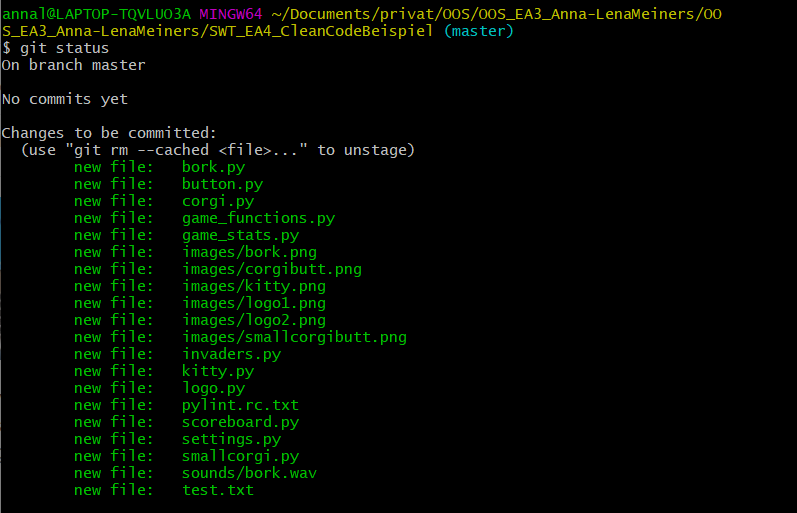 annal@LAPTOP-TQVLUO3A MINGW64 ~/Documents/privat/OOS/OOS_EA3_Anna-LenaMeiners/OO
S_EA3_Anna-LenaMeiners/SWT_EA4_CleanCodeBeispiel (master)
$ git status
On branch master
No commits yet
Changes to be committed:
  (use "git rm --cached <file>..." to unstage)
        new file:   bork.py
        new file:   button.py
        new file:   corgi.py
        new file:   game_functions.py
        new file:   game_stats.py
        new file:   images/bork.png
        new file:   images/corgibutt.png
        new file:   images/kitty.png
        new file:   images/logo1.png
        new file:   images/logo2.png
        new file:   images/smallcorgibutt.png
        new file:   invaders.py
        new file:   kitty.py
        new file:   logo.py
        new file:   pylint.rc.txt
        new file:   scoreboard.py
        new file:   settings.py
        new file:   smallcorgi.py
        new file:   sounds/bork.wav
        new file:   test.txt